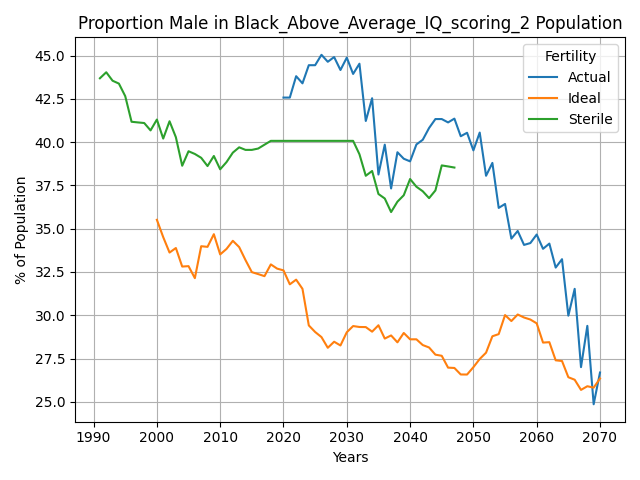 Proportion Male in Black_Above_Average_IQ_scoring_2 Population
% of Population
45.0
42.5
40.0
37.5
35.0
32.5
30.0
27.5
25.0
Fertility
Actual
Ideal
Sterile
1990 2000 2010 2020 2030 2040 2050 2060 2070
Years